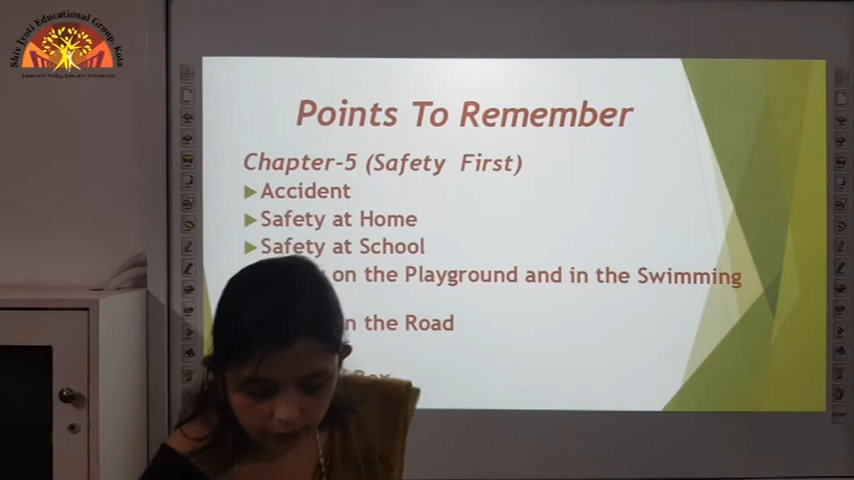 Shiv Jyoti Educational Group, Kota
Points To Remember
Chapter-5 (Safety First)
Accident
Safety at Home
Safety at School
on the Playground and in the Swimming
n the Road
Box